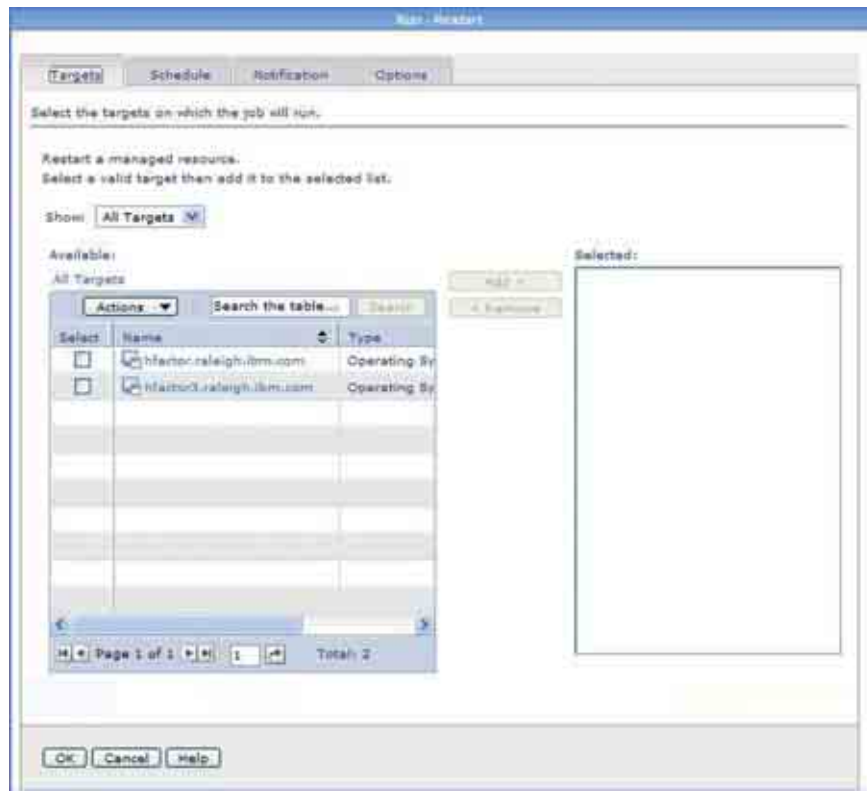 Run - Restart
Targets Schedule Notification Options
Select the targets on which the job will run.
Restart a managed resource.
Select a valid target then add it to the selected list.
Show: All Targets
Available:
Selected:
All Targets
Add >
Actions Search the table... Search
< Remove
Select Name Type
hfactor.raleigh.ibm.com Operating Sy
hfactor3.raleigh.ibm.com Operating Sy
Page 1 of 1 1 Total: 2
OK Cancel Help